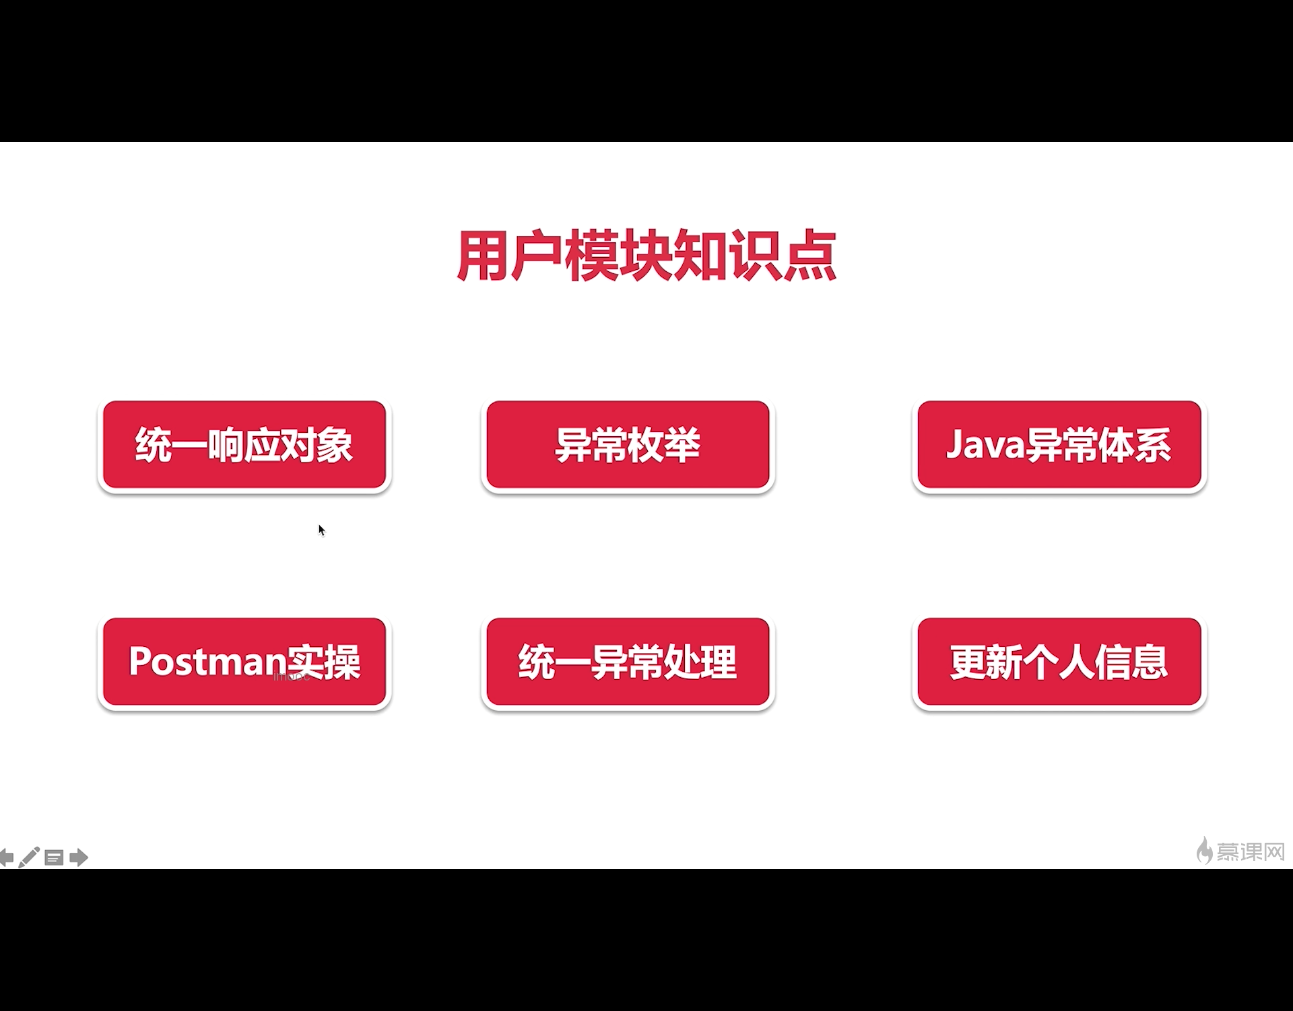 用户模块知识点
统一响应对象
异常枚举
Java异常体系
Postman实操
统一异常处理
更新个人信息
慕课网